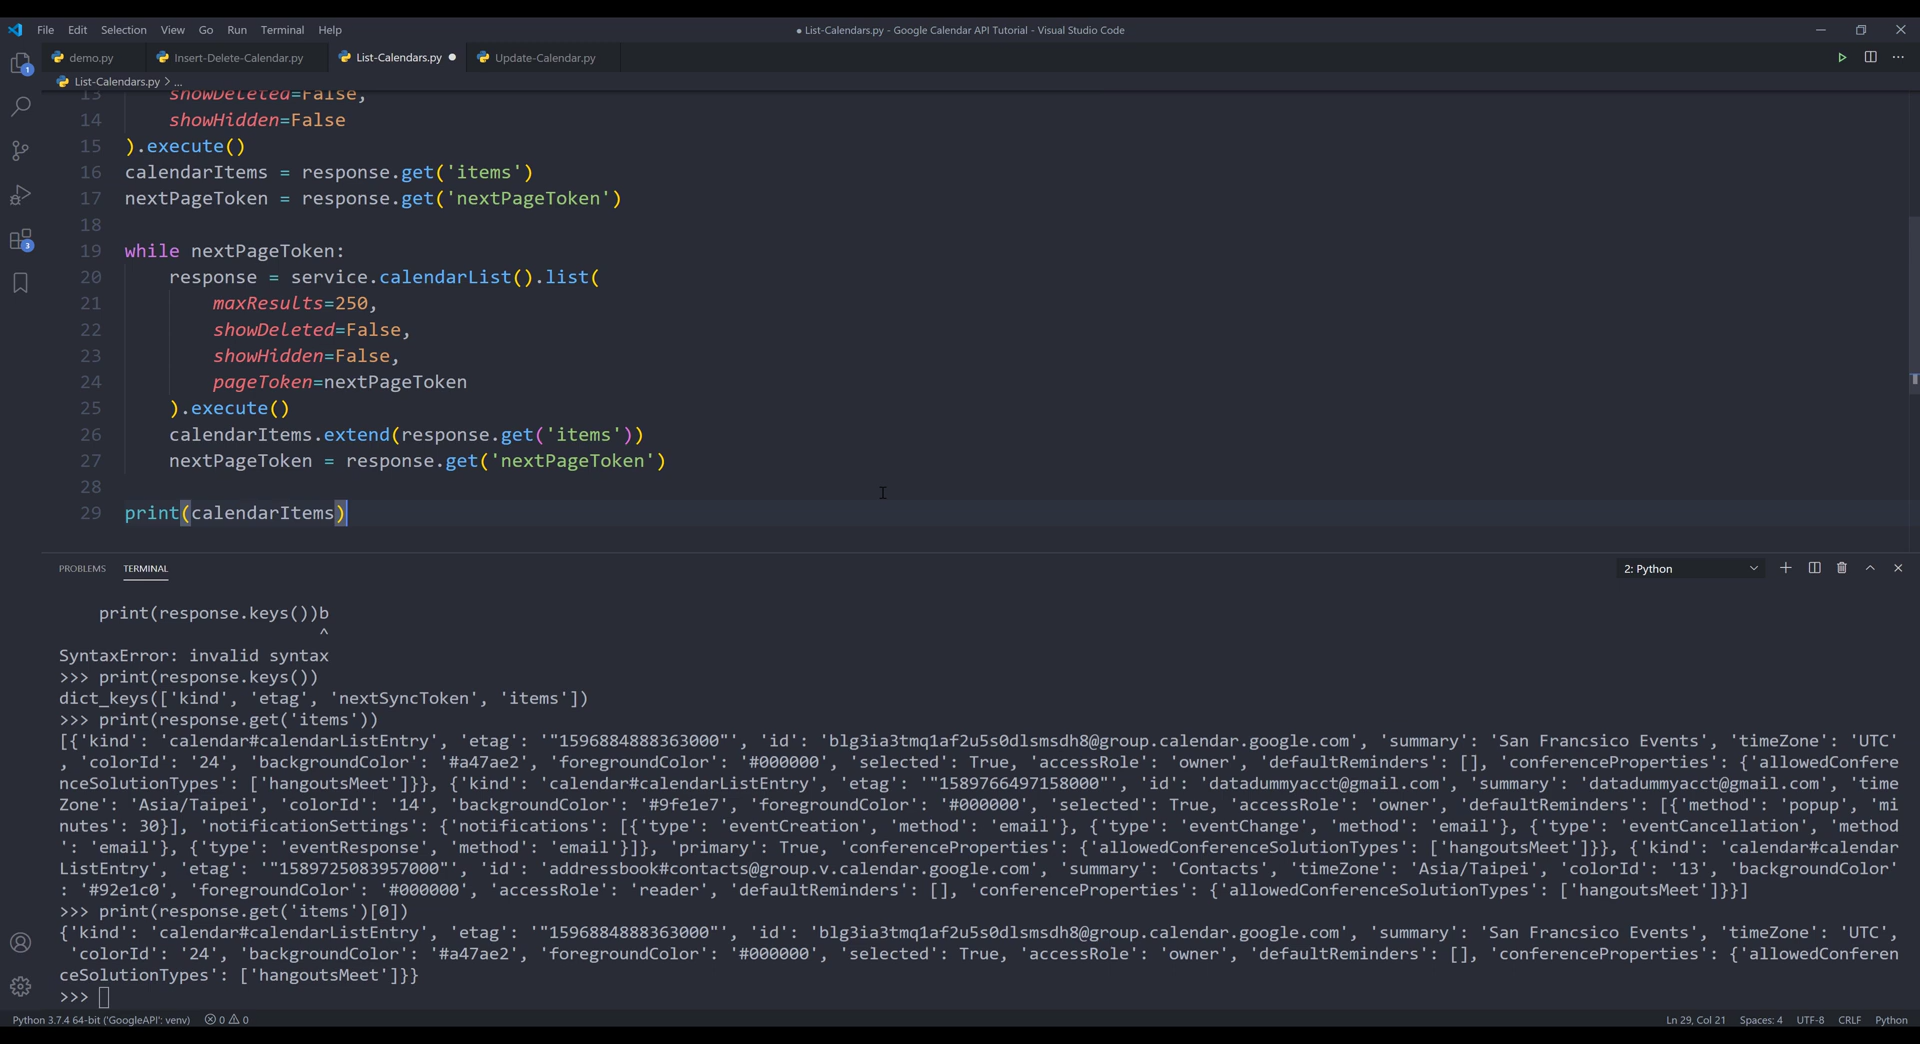 File Edit Selection View Go Run Terminal Help ● List-Calendars.py - Google Calendar API Tutorial - Visual Studio Code
demo.py Insert-Delete-Calendar.py List-Calendars.py ● Update-Calendar.py
List-Calendars.py > ...
13 showDeleted=False,
14 showHidden=False
15 ).execute()
16 calendarItems = response.get('items')
17 nextPageToken = response.get('nextPageToken')
18
19 while nextPageToken:
20 response = service.calendarList().list(
21 maxResults=250,
22 showDeleted=False,
23 showHidden=False,
24 pageToken=nextPageToken
25 ).execute()
26 calendarItems.extend(response.get('items'))
27 nextPageToken = response.get('nextPageToken')
28
29 print(calendarItems)
PROBLEMS TERMINAL 2: Python
print(response.keys())b
^
SyntaxError: invalid syntax
>>> print(response.keys())
dict_keys(['kind', 'etag', 'nextSyncToken', 'items'])
>>> print(response.get('items'))
[{'kind': 'calendar#calendarListEntry', 'etag': '"1596884888363000"', 'id': 'blg3ia3tmq1af2u5s0dlsmsdh8@group.calendar.google.com', 'summary': 'San Francsico Events', 'timeZone': 'UTC'
, 'colorId': '24', 'backgroundColor': '#a47ae2', 'foregroundColor': '#000000', 'selected': True, 'accessRole': 'owner', 'defaultReminders': [], 'conferenceProperties': {'allowedConfere
nceSolutionTypes': ['hangoutsMeet']}}, {'kind': 'calendar#calendarListEntry', 'etag': '"1589766497158000"', 'id': 'datadummyacct@gmail.com', 'summary': 'datadummyacct@gmail.com', 'time
Zone': 'Asia/Taipei', 'colorId': '14', 'backgroundColor': '#9fe1e7', 'foregroundColor': '#000000', 'selected': True, 'accessRole': 'owner', 'defaultReminders': [{'method': 'popup', 'mi
nutes': 30}], 'notificationSettings': {'notifications': [{'type': 'eventCreation', 'method': 'email'}, {'type': 'eventChange', 'method': 'email'}, {'type': 'eventCancellation', 'method
': 'email'}, {'type': 'eventResponse', 'method': 'email'}]}, 'primary': True, 'conferenceProperties': {'allowedConferenceSolutionTypes': ['hangoutsMeet']}}, {'kind': 'calendar#calendar
ListEntry', 'etag': '"1589725083957000"', 'id': 'addressbook#contacts@group.v.calendar.google.com', 'summary': 'Contacts', 'timeZone': 'Asia/Taipei', 'colorId': '13', 'backgroundColor'
: '#92e1c0', 'foregroundColor': '#000000', 'accessRole': 'reader', 'defaultReminders': [], 'conferenceProperties': {'allowedConferenceSolutionTypes': ['hangoutsMeet']}}]
>>> print(response.get('items')[0])
{'kind': 'calendar#calendarListEntry', 'etag': '"1596884888363000"', 'id': 'blg3ia3tmq1af2u5s0dlsmsdh8@group.calendar.google.com', 'summary': 'San Francsico Events', 'timeZone': 'UTC',
'colorId': '24', 'backgroundColor': '#a47ae2', 'foregroundColor': '#000000', 'selected': True, 'accessRole': 'owner', 'defaultReminders': [], 'conferenceProperties': {'allowedConferen
ceSolutionTypes': ['hangoutsMeet']}}
>>>
Python 3.7.4 64-bit ('GoogleAPI': venv) 0 0 Ln 29, Col 21 Spaces: 4 UTF-8 CRLF Python
1
3